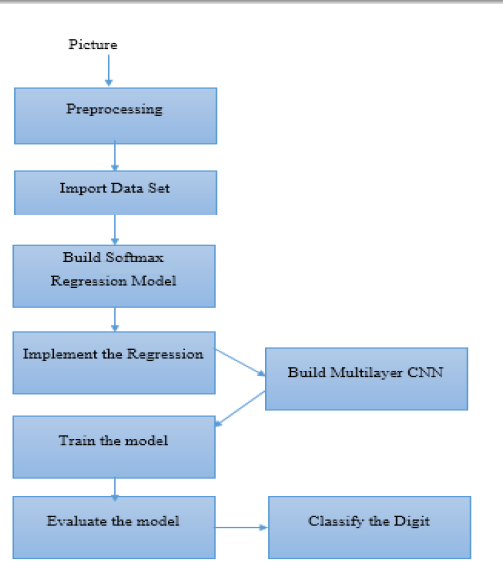 Picture
Preprocessing
Import Data Set
Build Softmax
Regression Model
Implement the Regression
Build Multilayer CNN
Train the model
Evaluate the model
Classify the Digit